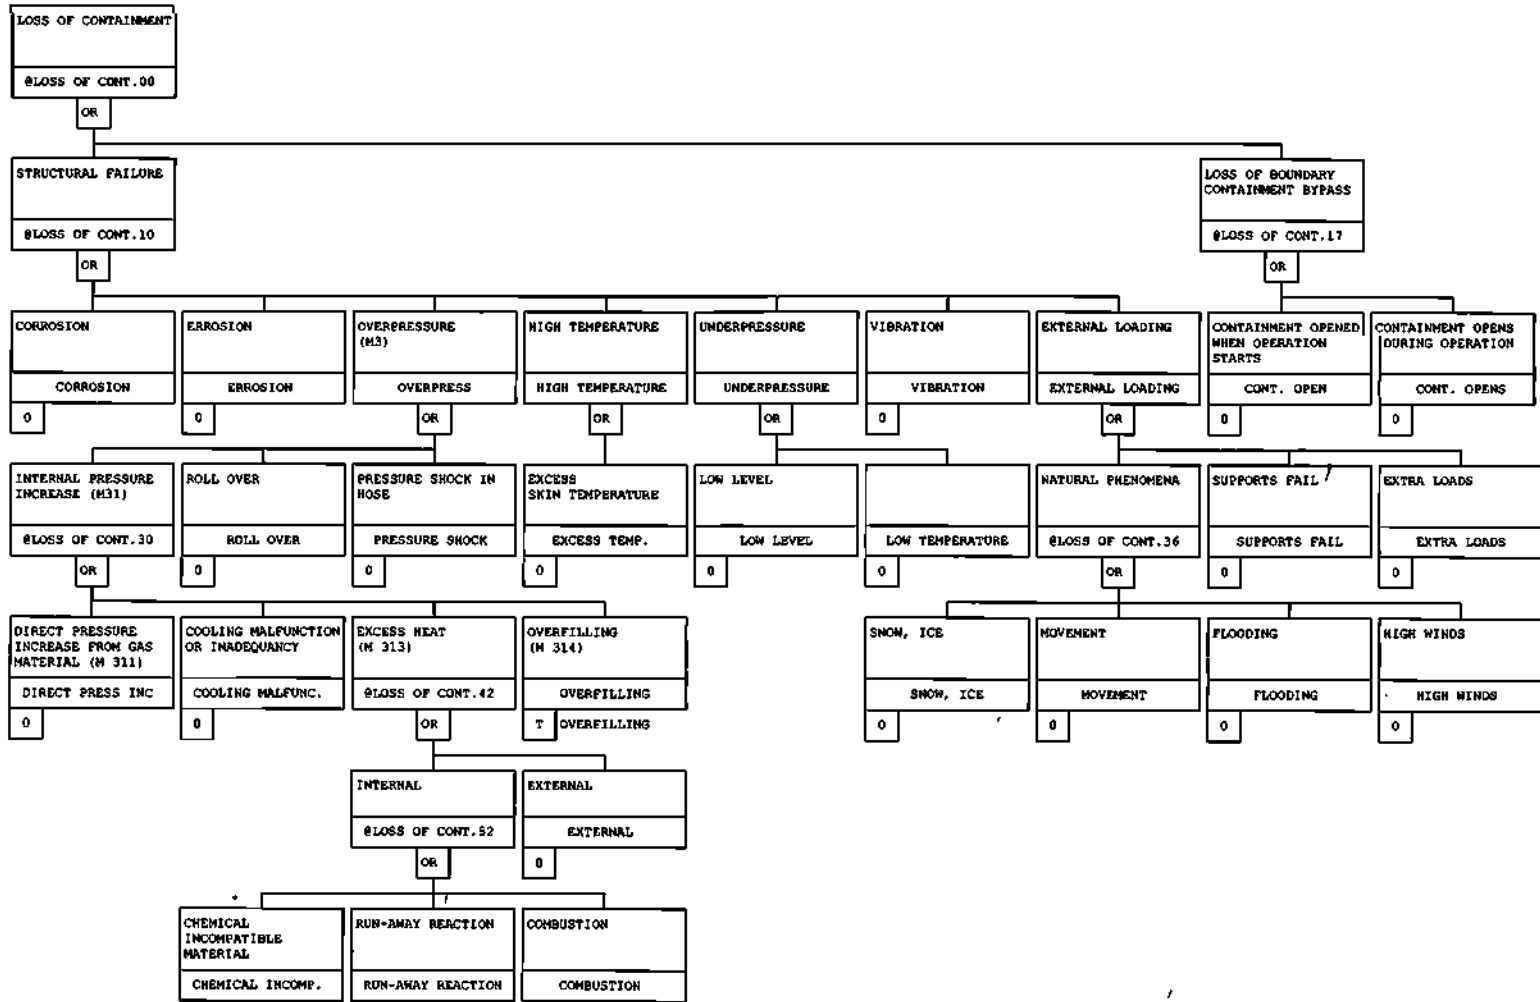 LOSS OF CONTAINMENT
@LOSS OF CONT.00
OR
STRUCTURAL FAILURE
@LOSS OF CONT.10
OR
LOSS OF BOUNDARY
CONTAINMENT BYPASS
@LOSS OF CONT.17
OR
CORROSION
CORROSION
0
ERROSION
ERROSION
0
OVERPRESSURE
(M3)
OVERPRESS
OR
HIGH TEMPERATURE
HIGH TEMPERATURE
OR
UNDERPRESSURE
UNDERPRESSURE
OR
VIBRATION
VIBRATION
0
EXTERNAL LOADING
EXTERNAL LOADING
OR
CONTAINMENT OPENED
WHEN OPERATION
STARTS
CONT. OPEN
0
CONTAINMENT OPENS
DURING OPERATION
CONT. OPENS
0
INTERNAL PRESSURE
INCREASE (M31)
@LOSS OF CONT.30
OR
ROLL OVER
ROLL OVER
0
PRESSURE SHOCK IN
HOSE
PRESSURE SHOCK
0
EXCESS
SKIN TEMPERATURE
EXCESS TEMP.
0
LOW LEVEL
LOW LEVEL
0
LOW TEMPERATURE
0
NATURAL PHENOMENA
@LOSS OF CONT.36
OR
SUPPORTS FAIL
SUPPORTS FAIL
0
EXTRA LOADS
EXTRA LOADS
0
DIRECT PRESSURE
INCREASE FROM GAS
MATERIAL (M 311)
DIRECT PRESS INC
0
COOLING MALFUNCTION
OR INADEQUANCY
COOLING MALFUNC.
0
EXCESS HEAT
(M 313)
@LOSS OF CONT.42
OR
OVERFILLING
(M 314)
OVERFILLING
T OVERFILLING
SNOW, ICE
SNOW, ICE
0
MOVEMENT
MOVEMENT
0
FLOODING
FLOODING
0
HIGH WINDS
HIGH WINDS
0
INTERNAL
@LOSS OF CONT.52
OR
EXTERNAL
EXTERNAL
0
CHEMICAL
INCOMPATIBLE
MATERIAL
CHEMICAL INCOMP.
RUN-AWAY REACTION
RUN-AWAY REACTION
COMBUSTION
COMBUSTION